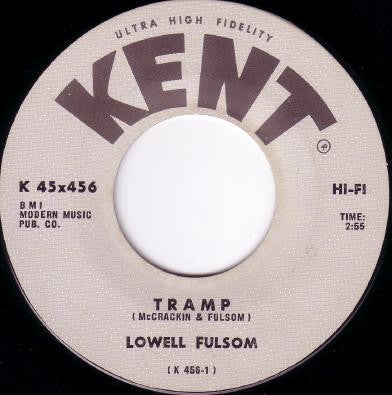 ULTRA HIGH FIDELITY
KENT
K 45x456
HI-FI
BMI
MODERN MUSIC
PUB. CO.
TIME:
2:55
TRAMP
( McCRACKIN & FULSOM )
LOWELL FULSOM
( K 456-1 )